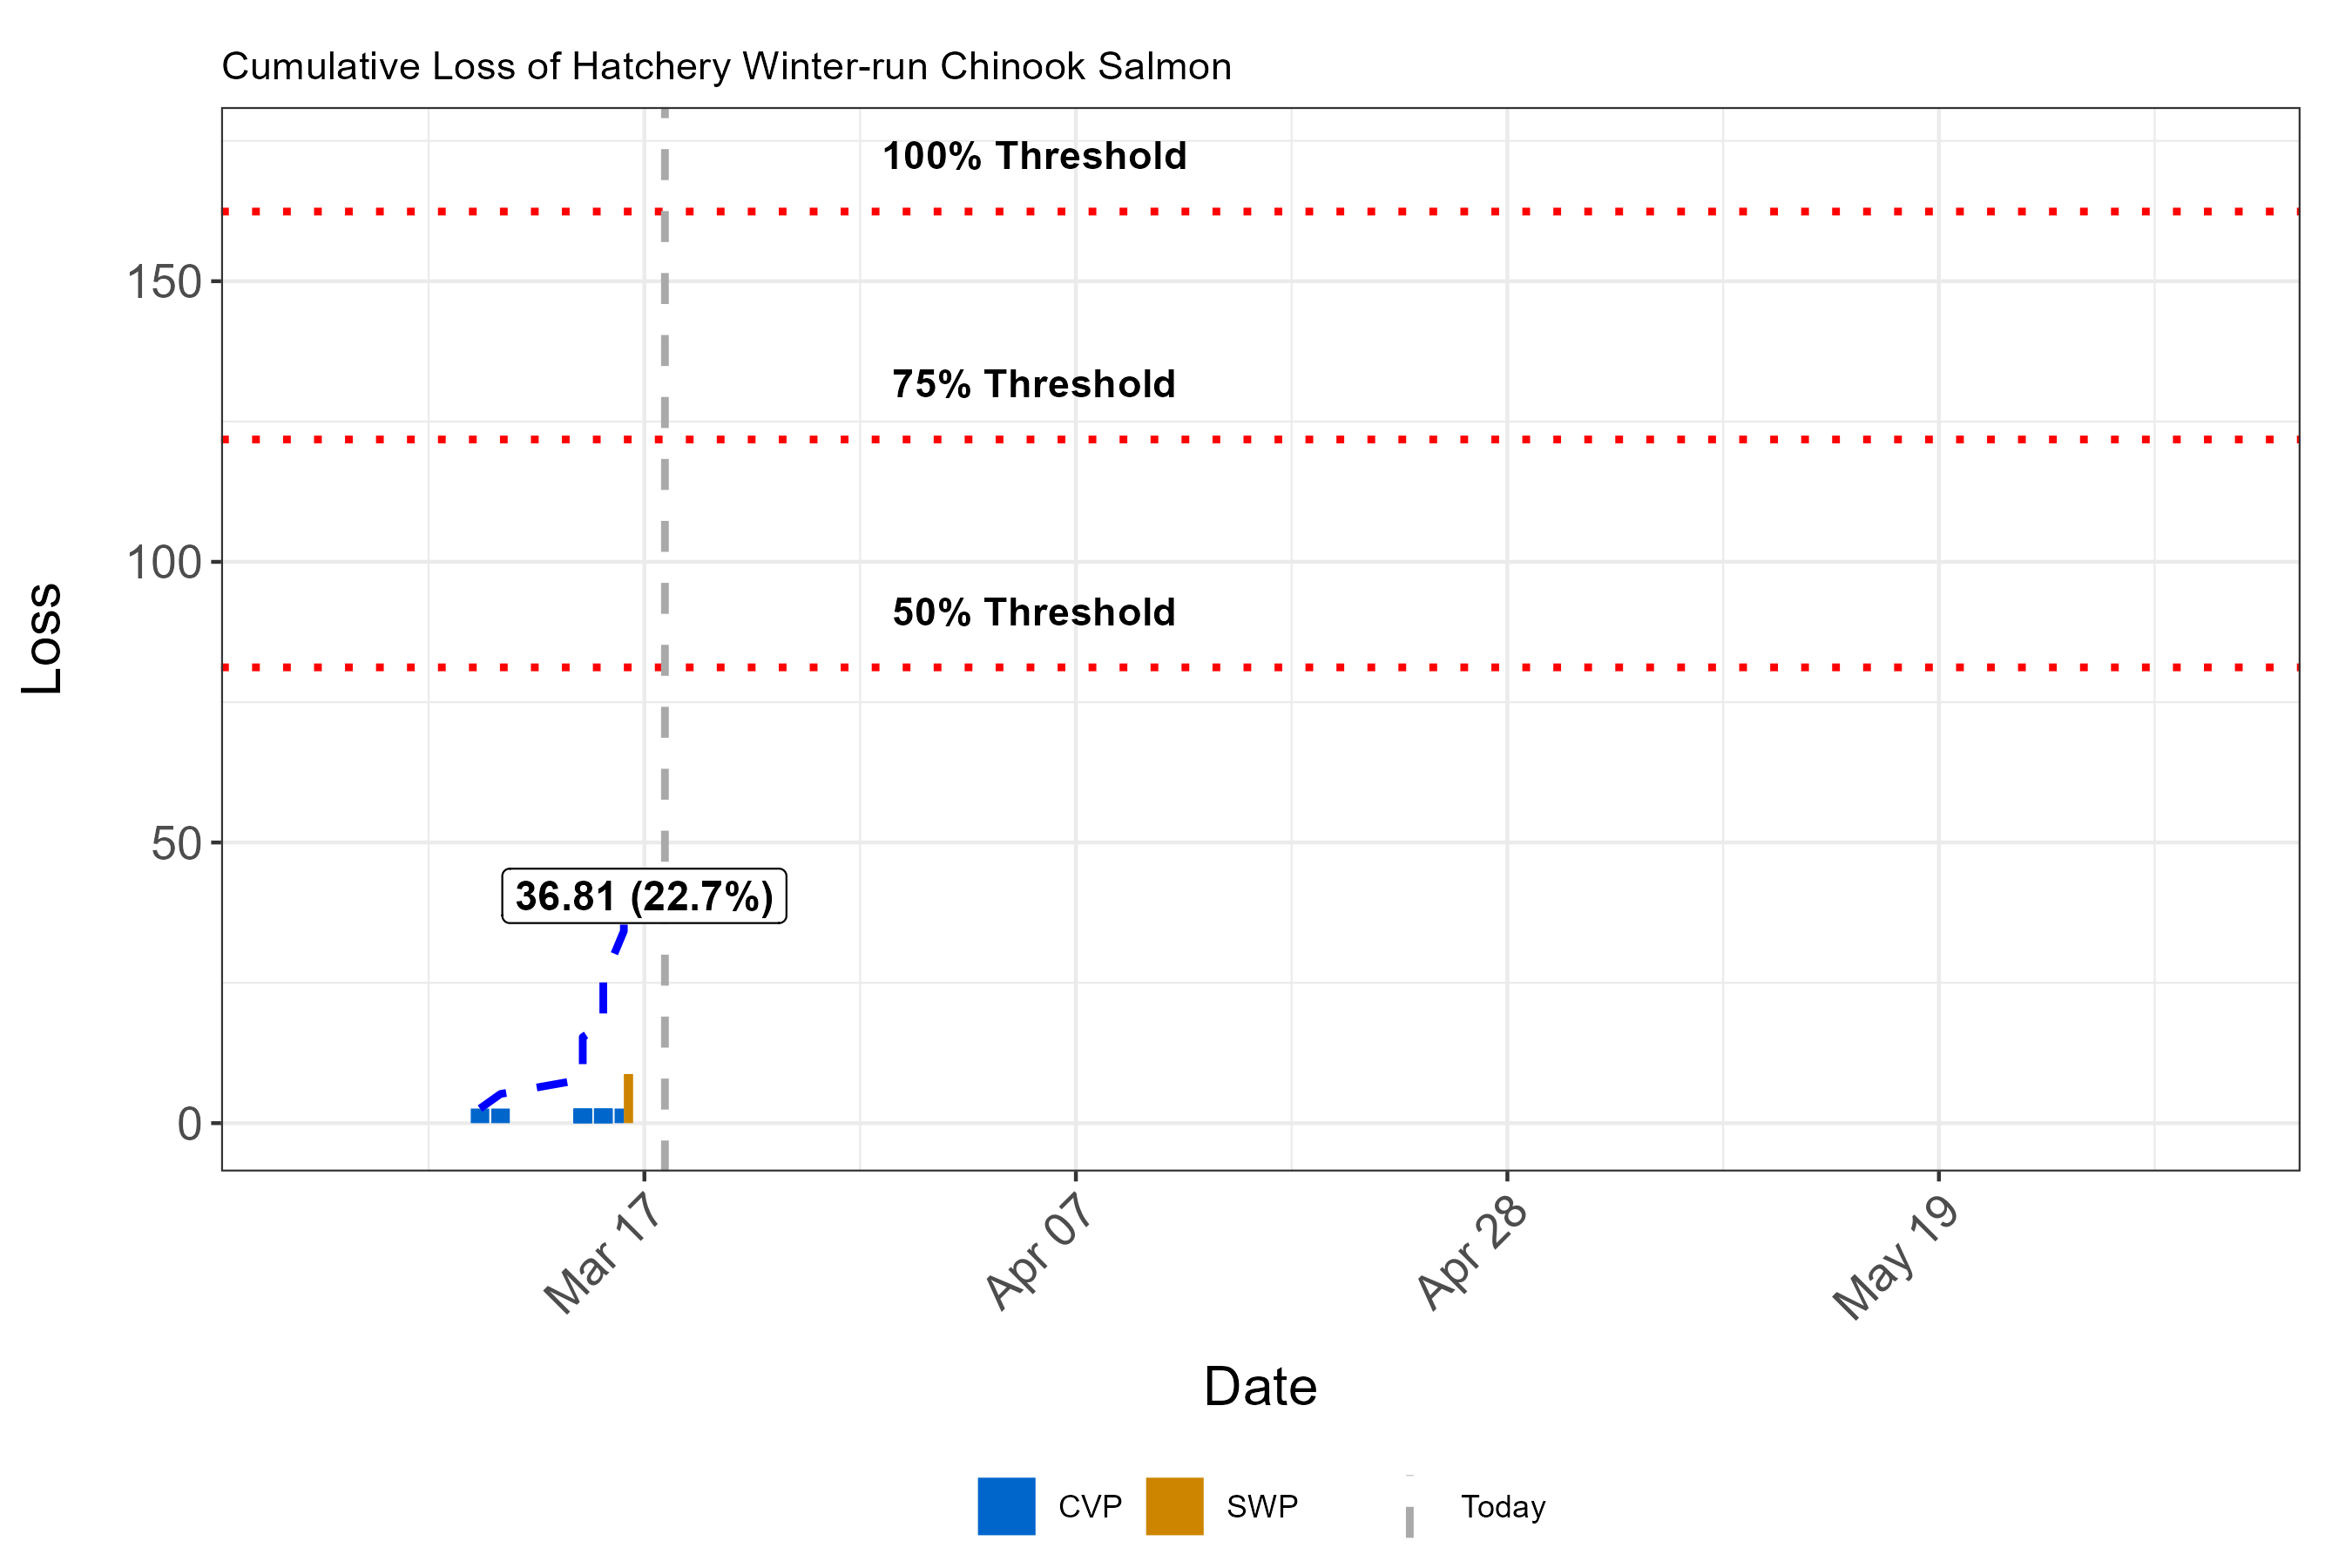 Cumulative Loss of Hatchery Winter-run Chinook Salmon
100% Threshold
150
75% Threshold
100
50% Threshold
Loss
50
36.81 (22.7%)
0
Mar 17
Apr 07
Apr 28
May 19
Date
CVP
SWP
Today